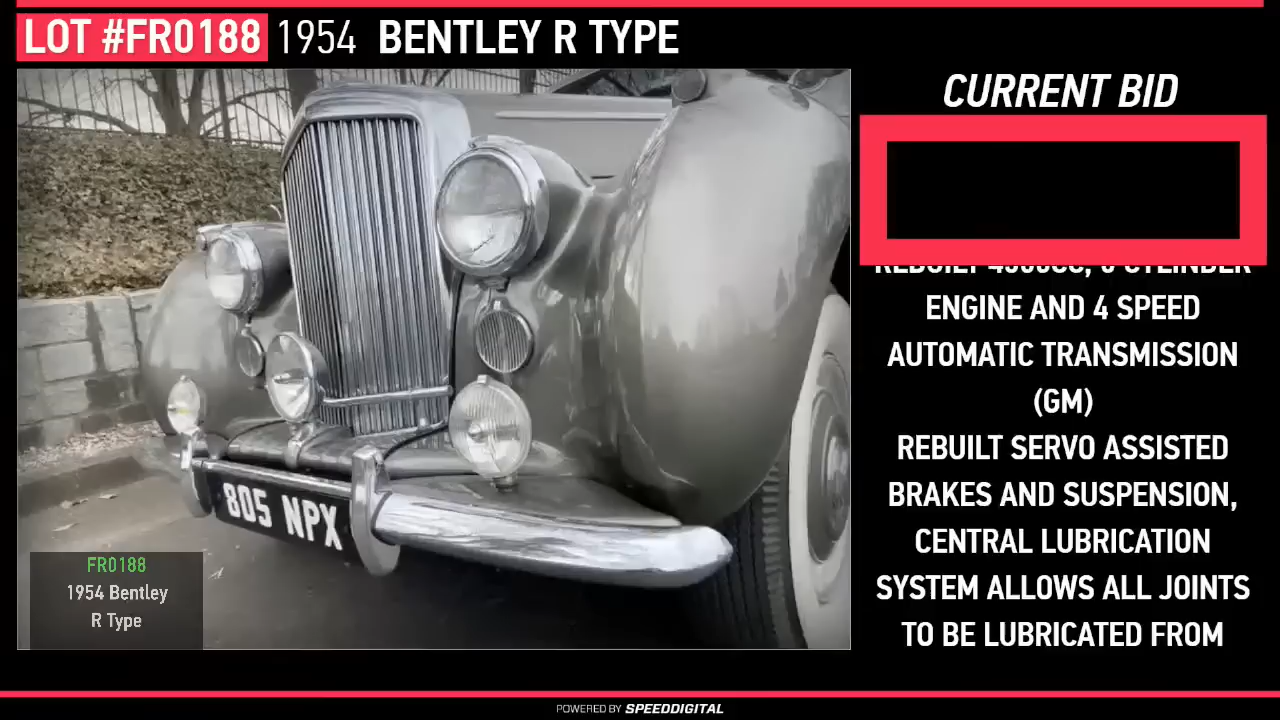 LOT #FR0188 1954 BENTLEY R TYPE
CURRENT BID
ENGINE AND 4 SPEED
AUTOMATIC TRANSMISSION
(GM)
REBUILT SERVO ASSISTED
BRAKES AND SUSPENSION,
CENTRAL LUBRICATION
SYSTEM ALLOWS ALL JOINTS
TO BE LUBRICATED FROM
805 NPX
FR0188
1954 Bentley
R Type
POWERED BY SPEEDDIGITAL